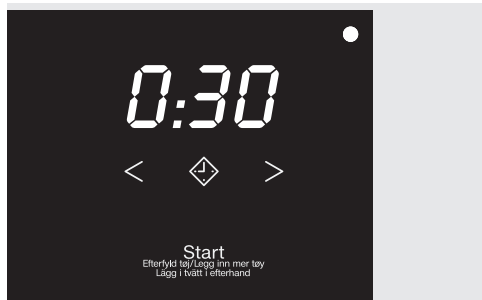 0:30
< >
Start
Efterfyld tøj/Legg inn mer tøy
Lägg i tvätt i efterhand